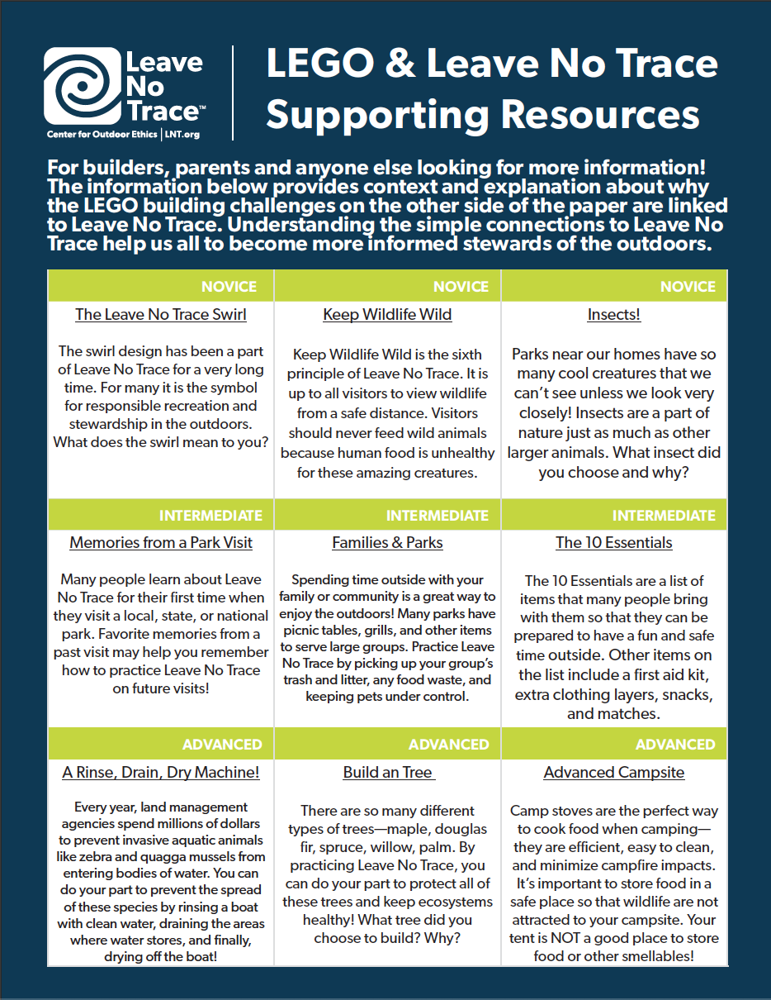 Leave
No
Trace™
Center for Outdoor Ethics | LNT.org
LEGO & Leave No Trace
Supporting Resources
For builders, parents and anyone else looking for more information!
The information below provides context and explanation about why
the LEGO building challenges on the other side of the paper are linked
to Leave No Trace. Understanding the simple connections to Leave No
Trace help us all to become more informed stewards of the outdoors.
NOVICE
The Leave No Trace Swirl
The swirl design has been a part
of Leave No Trace for a very long
time. For many it is the symbol
for responsible recreation and
stewardship in the outdoors.
What does the swirl mean to you?
NOVICE
Keep Wildlife Wild
Keep Wildlife Wild is the sixth
principle of Leave No Trace. It is
up to all visitors to view wildlife
from a safe distance. Visitors
should never feed wild animals
because human food is unhealthy
for these amazing creatures.
NOVICE
Insects!
Parks near our homes have so
many cool creatures that we
can't see unless we look very
closely! Insects are a part of
nature just as much as other
larger animals. What insect did
you choose and why?
INTERMEDIATE
Memories from a Park Visit
Many people learn about Leave
No Trace for their first time when
they visit a local, state, or national
park. Favorite memories from a
past visit may help you remember
how to practice Leave No Trace
on future visits!
INTERMEDIATE
Families & Parks
Spending time outside with your
family or community is a great way to
enjoy the outdoors! Many parks have
picnic tables, grills, and other items
to serve large groups. Practice Leave
No Trace by picking up your group's
trash and litter, any food waste, and
keeping pets under control.
INTERMEDIATE
The 10 Essentials
The 10 Essentials are a list of
items that many people bring
with them so that they can be
prepared to have a fun and safe
time outside. Other items on
the list include a first aid kit,
extra clothing layers, snacks,
and matches.
ADVANCED
A Rinse, Drain, Dry Machine!
Every year, land management
agencies spend millions of dollars
to prevent invasive aquatic animals
like zebra and quagga mussels from
entering bodies of water. You can
do your part to prevent the spread
of these species by rinsing a boat
with clean water, draining the areas
where water stores, and finally,
drying off the boat!
ADVANCED
Build an Tree
There are so many different
types of trees—maple, douglas
fir, spruce, willow, palm. By
practicing Leave No Trace, you
can do your part to protect all of
these trees and keep ecosystems
healthy! What tree did you
choose to build? Why?
ADVANCED
Advanced Campsite
Camp stoves are the perfect way
to cook food when camping—
they are efficient, easy to clean,
and minimize campfire impacts.
It's important to store food in a
safe place so that wildlife are not
attracted to your campsite. Your
tent is NOT a good place to store
food or other smellables!